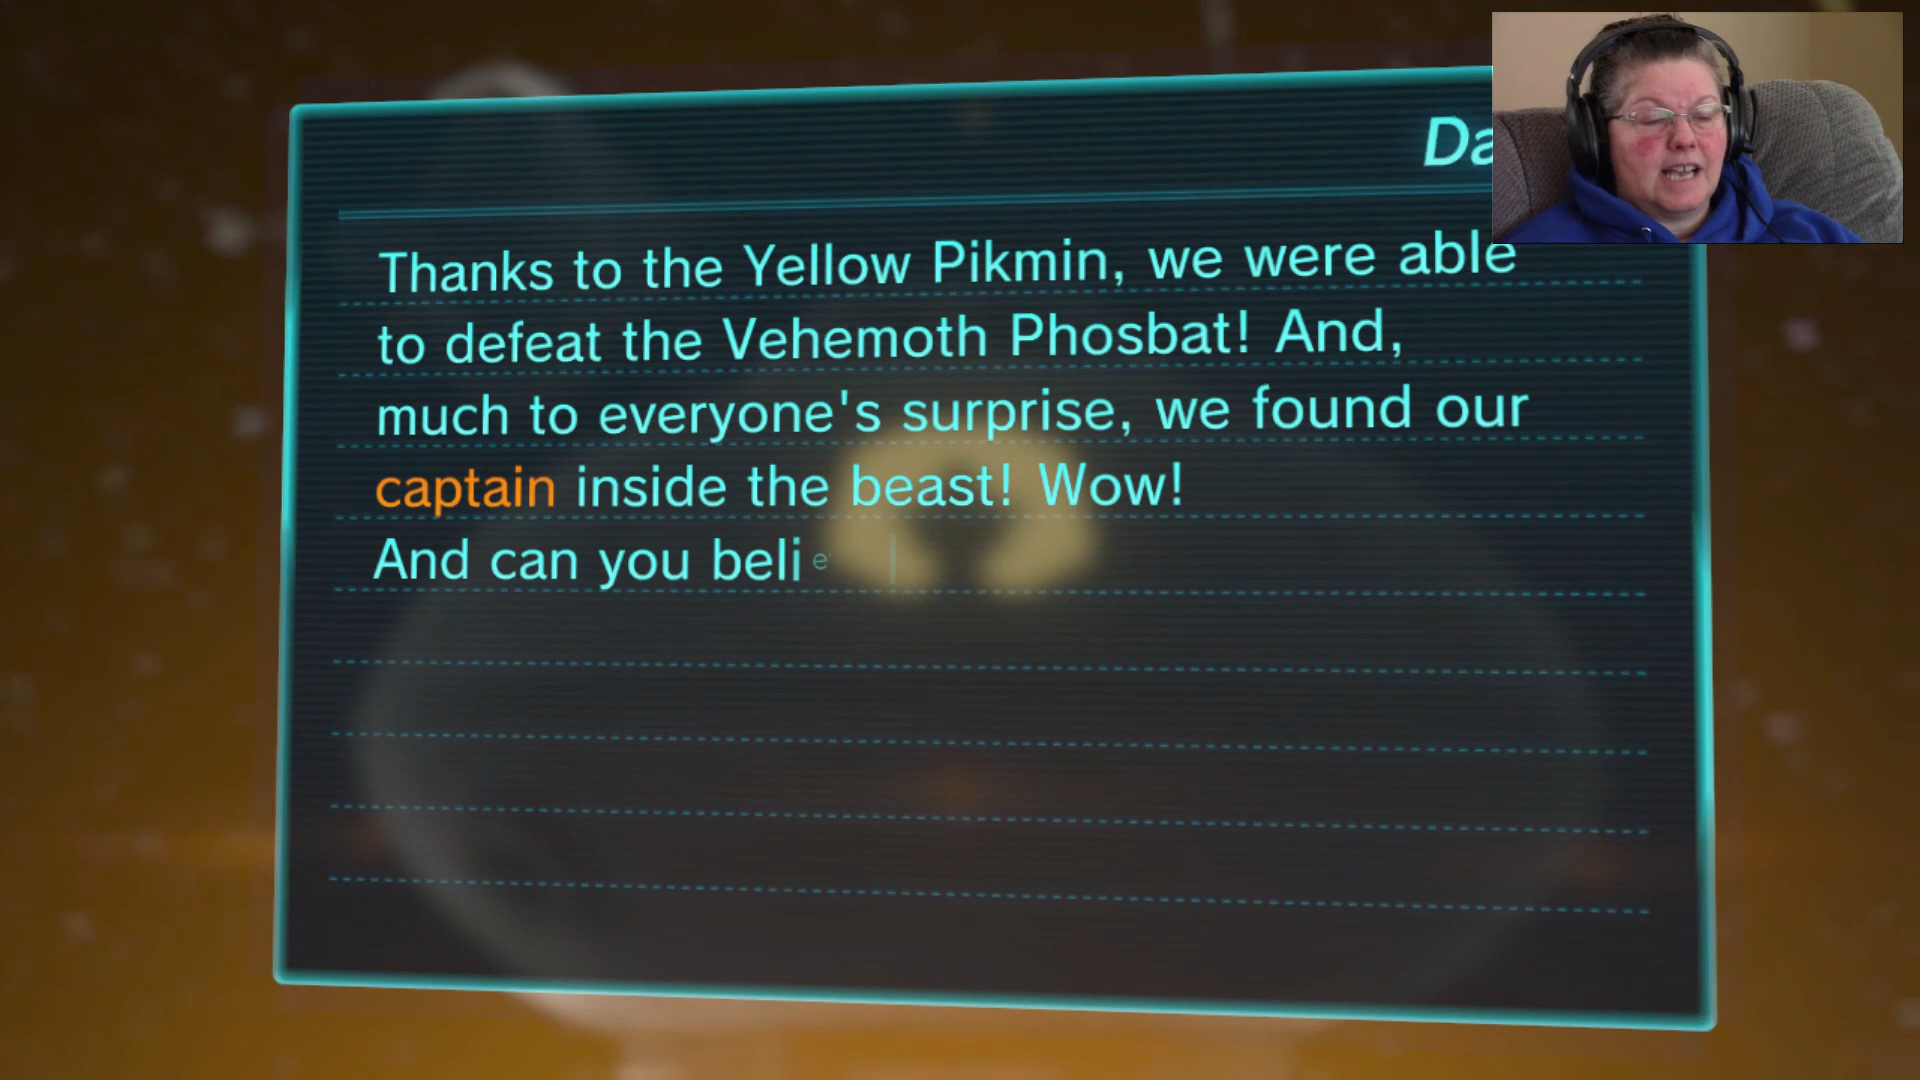 Thanks to the Yellow Pikmin, we were able
to defeat the Vehemoth Phosbat! And,
much to everyone's surprise, we found our
captain inside the beast! Wow!
And can you beli